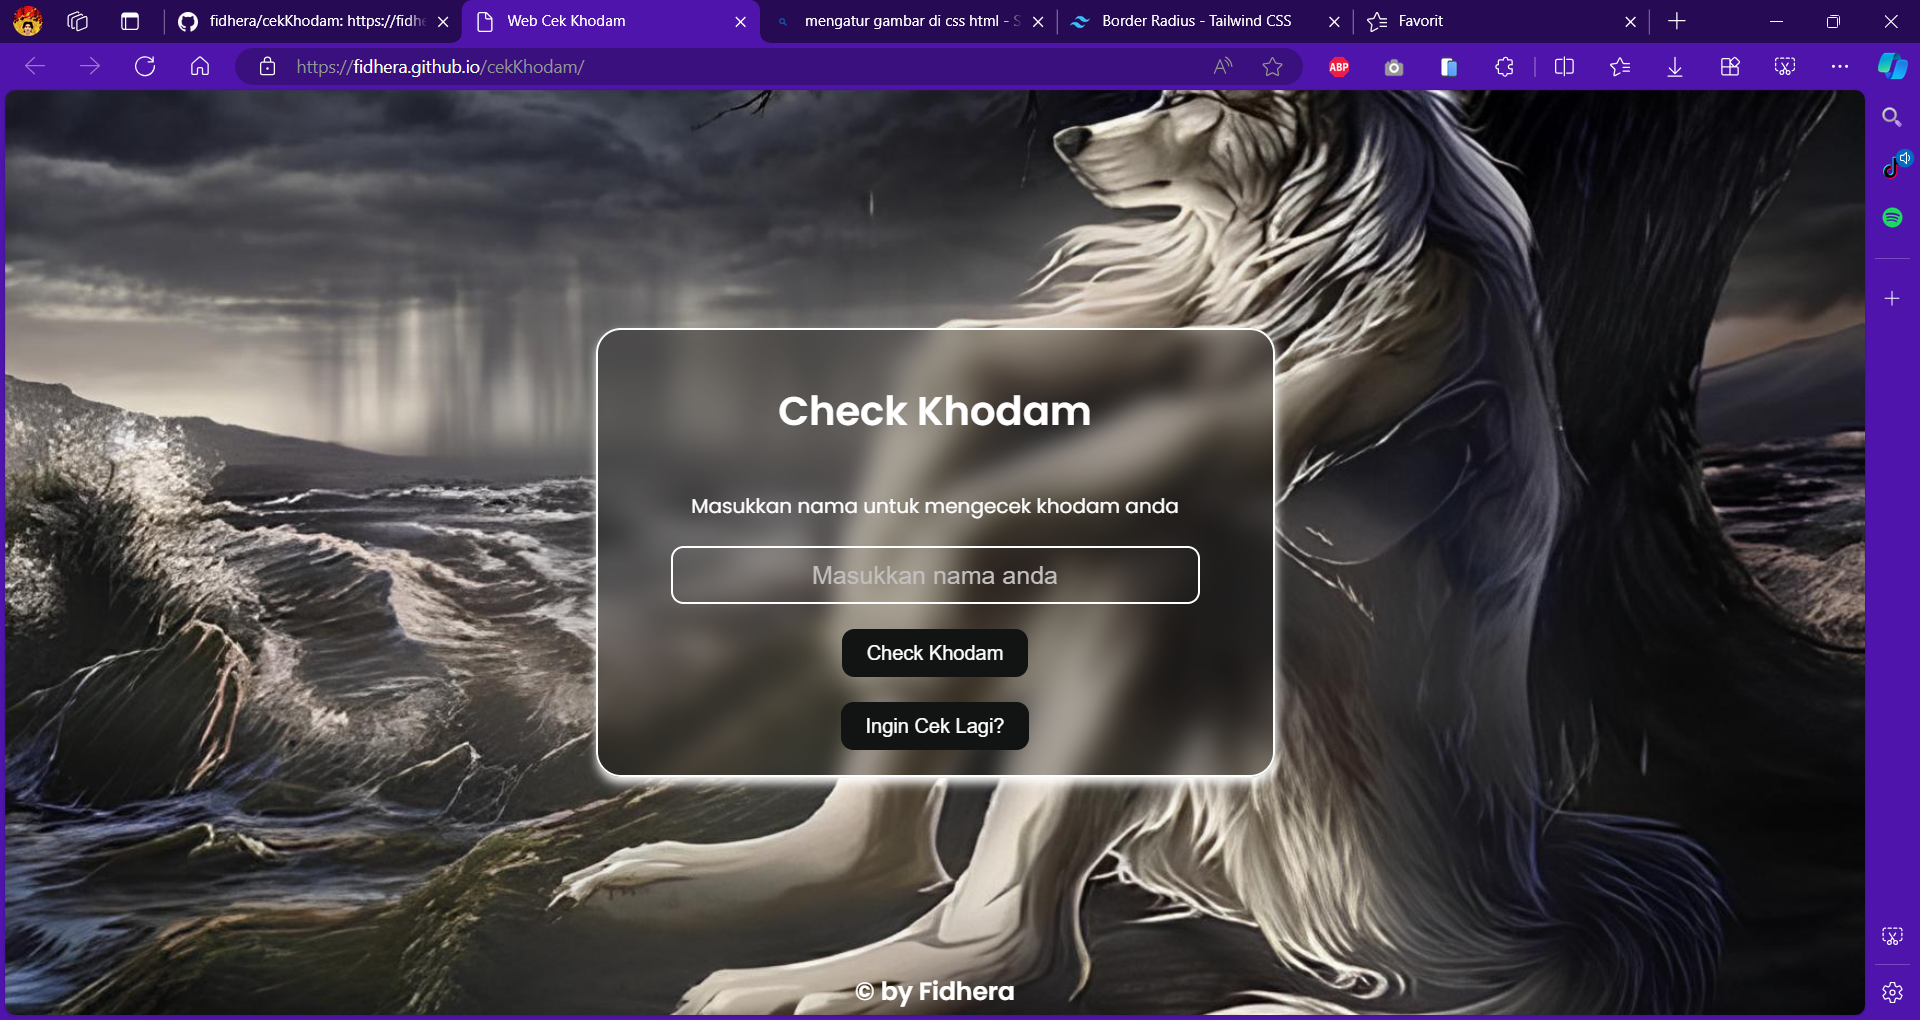 fidhera/cekKhodam: https://fidhe
Web Cek Khodam
mengatur gambar di css html - S
Border Radius - Tailwind CSS
Favorit
https://fidhera.github.io/cekKhodam/
ABP
Check Khodam
Masukkan nama untuk mengecek khodam anda
Masukkan nama anda
Check Khodam
Ingin Cek Lagi?
© by Fidhera